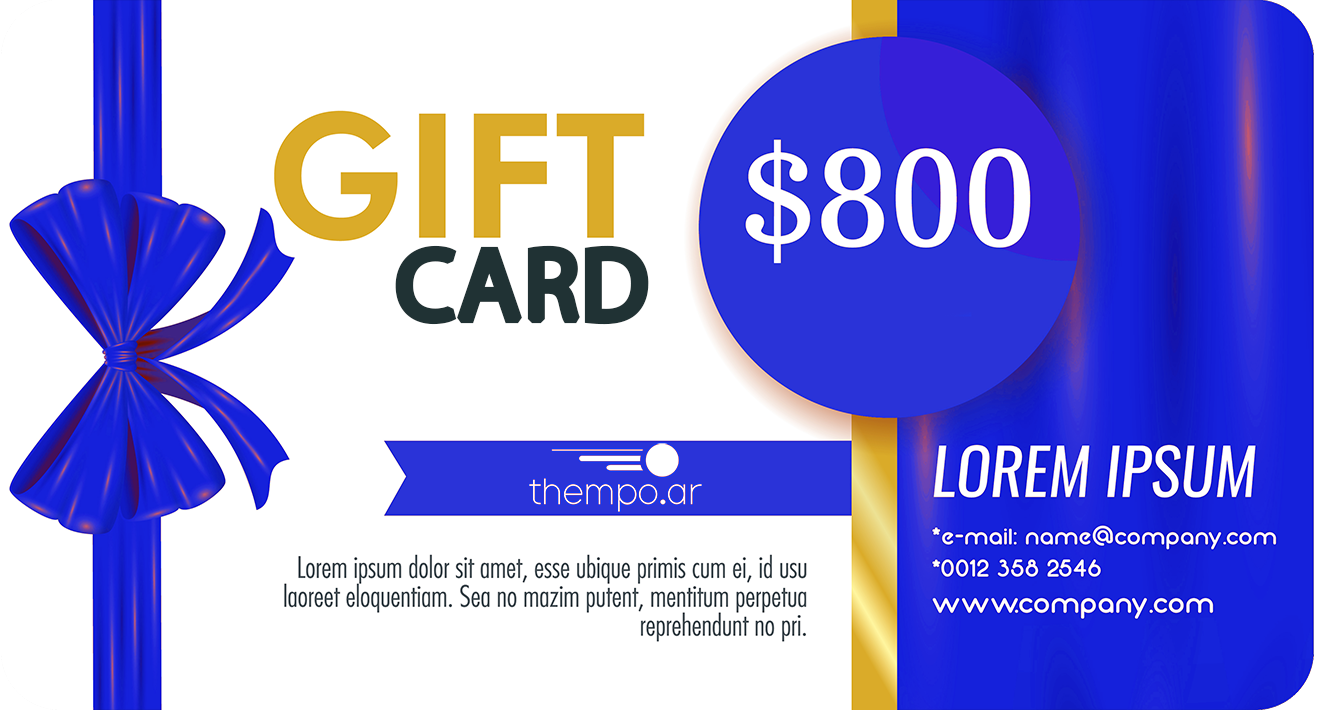 GIFT
CARD
$800
thempo.ar
Lorem ipsum dolor sit amet, esse ubique primis cum ei, id usu
laoreet eloquentiam. Sea no mazim putent, mentitum perpetua
reprehendunt no pri.
LOREM IPSUM
*e-mail: name@company.com
*0012 358 2546
www.company.com